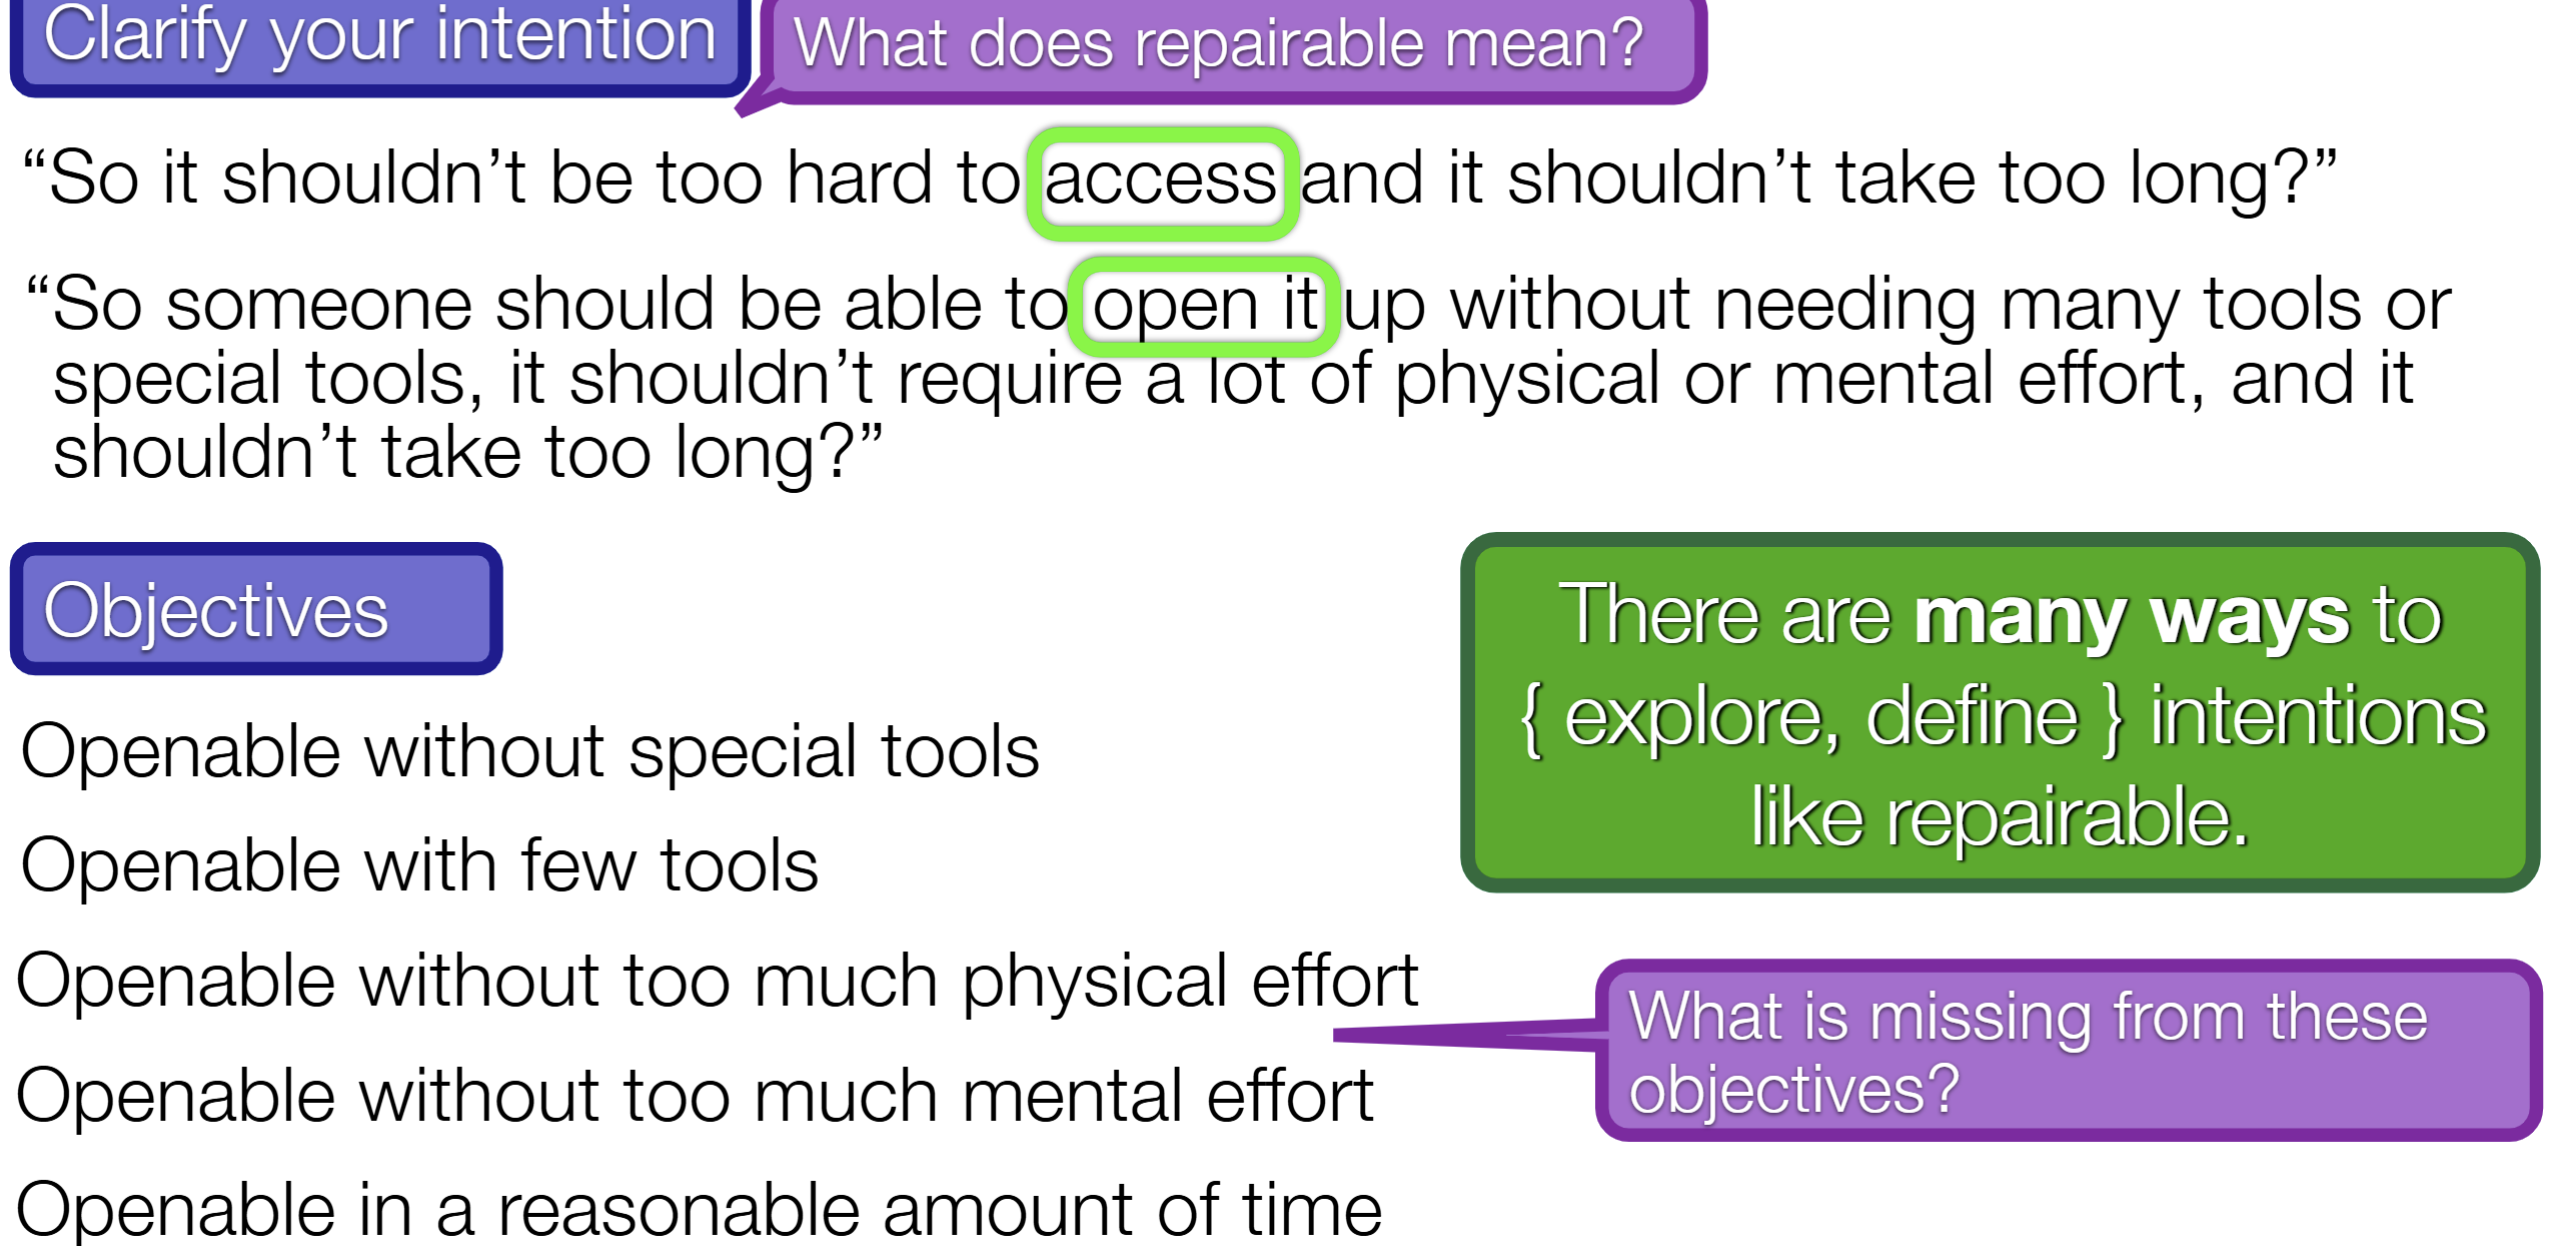 Clarify your intention
What does repairable mean?
“So it shouldn’t be too hard to access and it shouldn’t take too long?”
“So someone should be able to open it up without needing many tools or
special tools, it shouldn’t require a lot of physical or mental effort, and it
shouldn’t take too long?”
Objectives
There are many ways to
{ explore, define } intentions
like repairable.
Openable without special tools
Openable with few tools
Openable without too much physical effort
What is missing from these
objectives?
Openable without too much mental effort
Openable in a reasonable amount of time